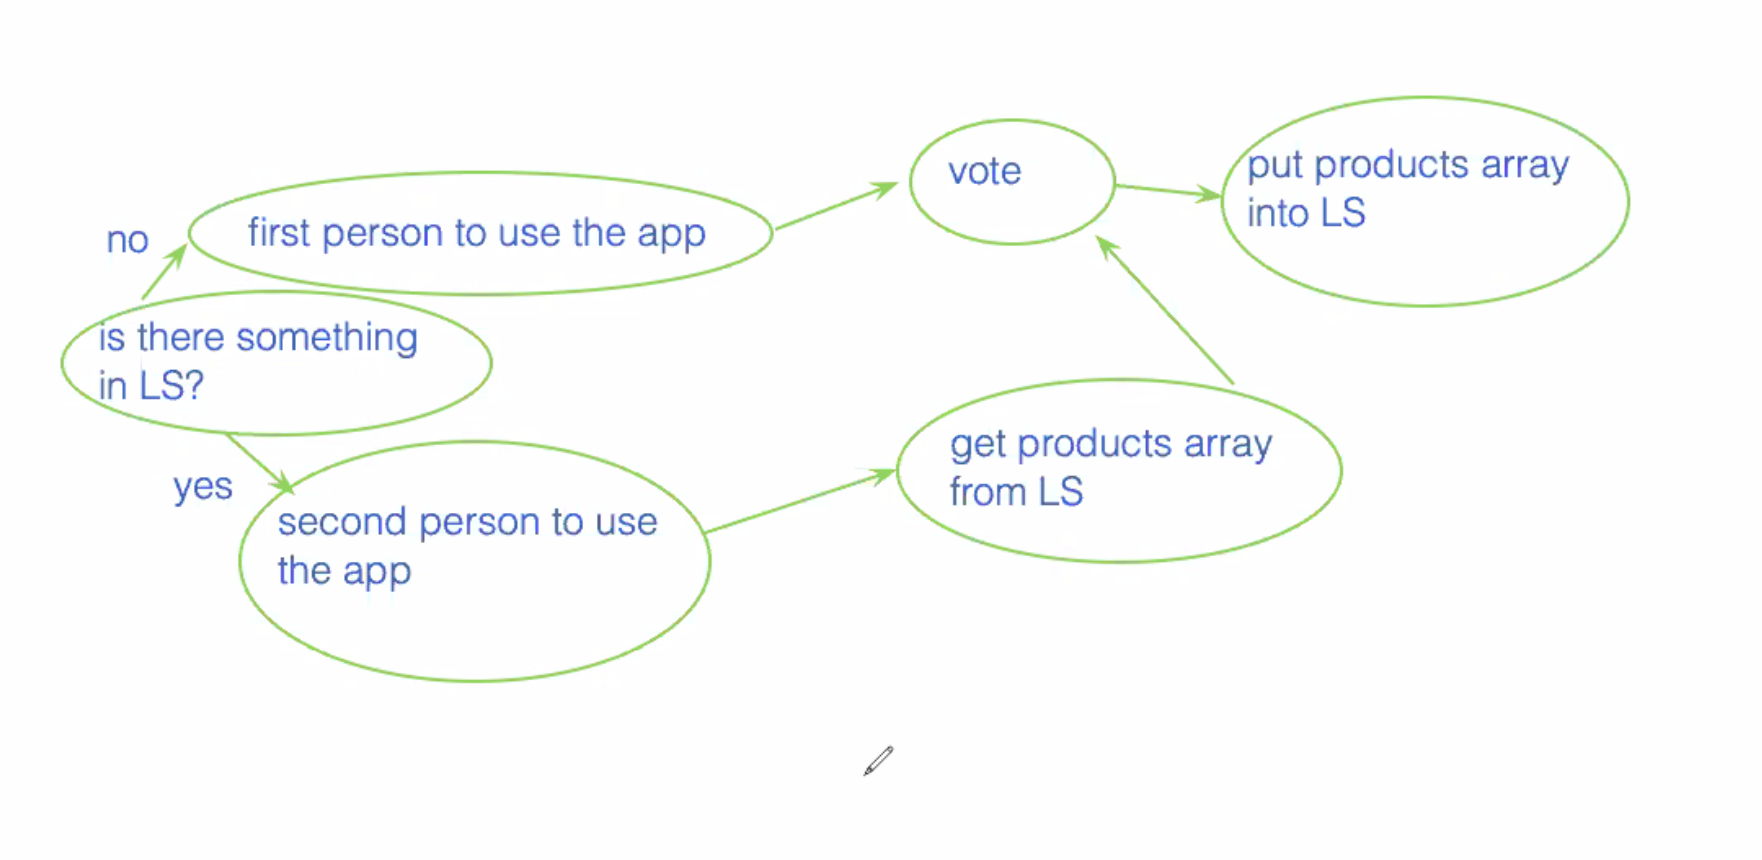 no
first person to use the app
vote
put products array
into LS
is there something
in LS?
yes
second person to use
the app
get products array
from LS